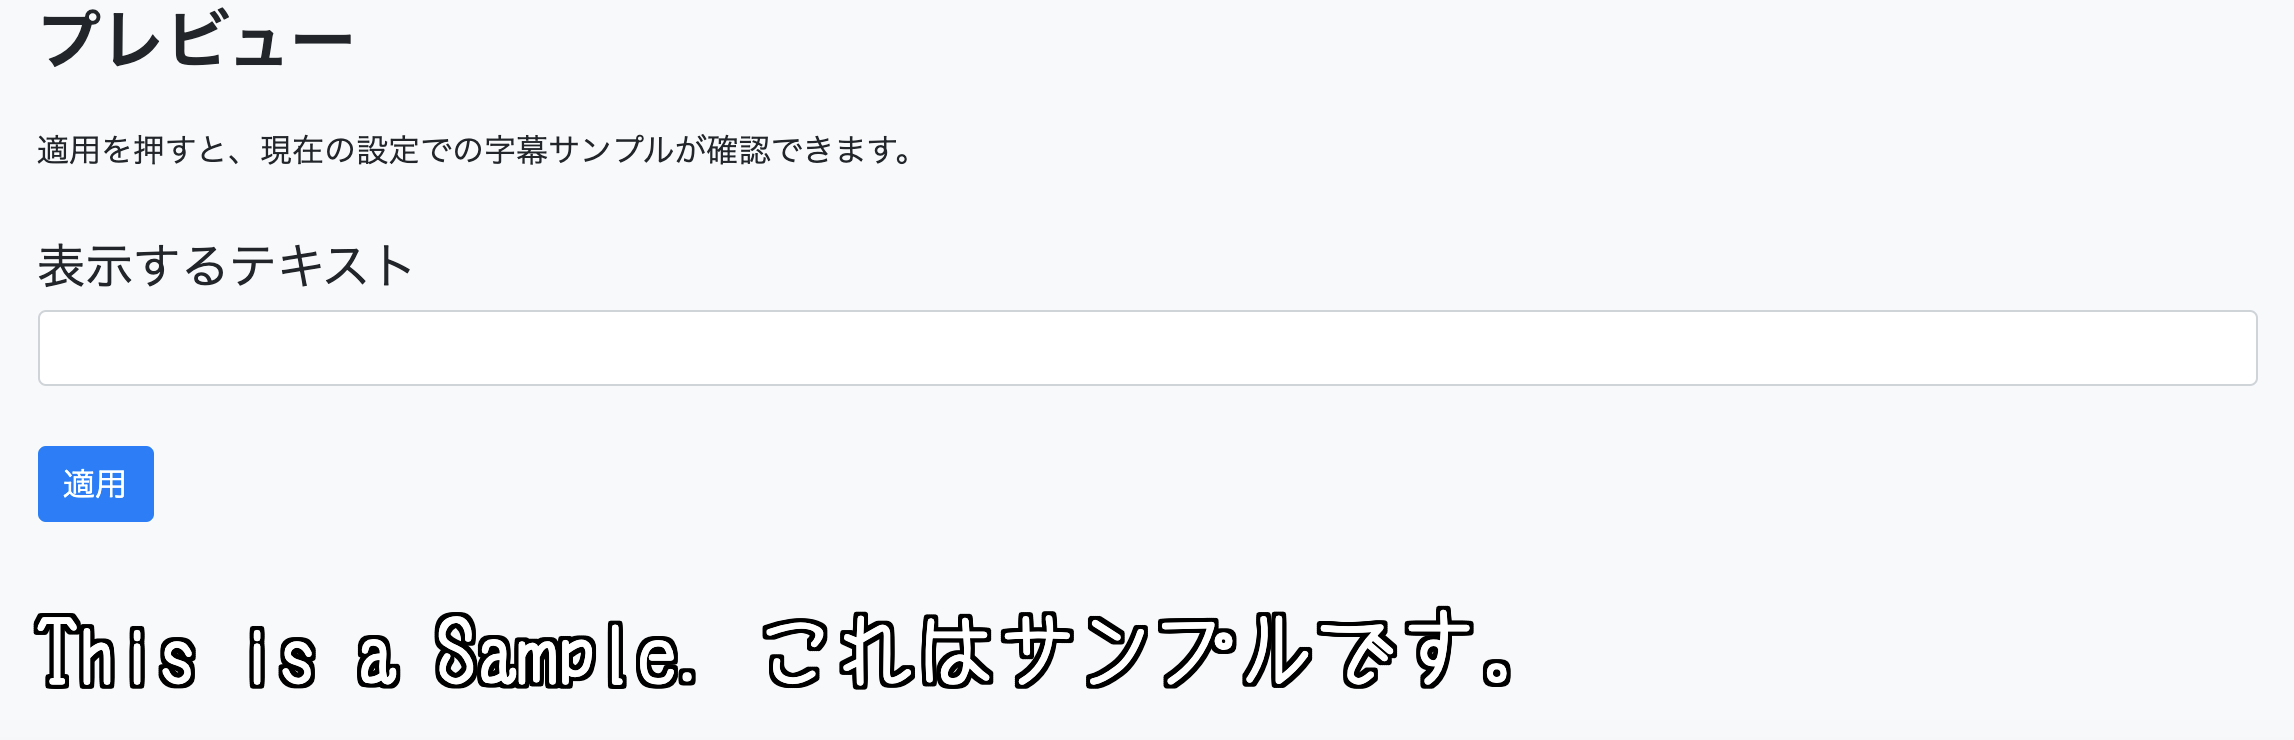 プレビュー
適用を押すと、現在の設定での字幕サンプルが確認できます。
表示するテキスト
適用
This is a Sample. これはサンプルです。